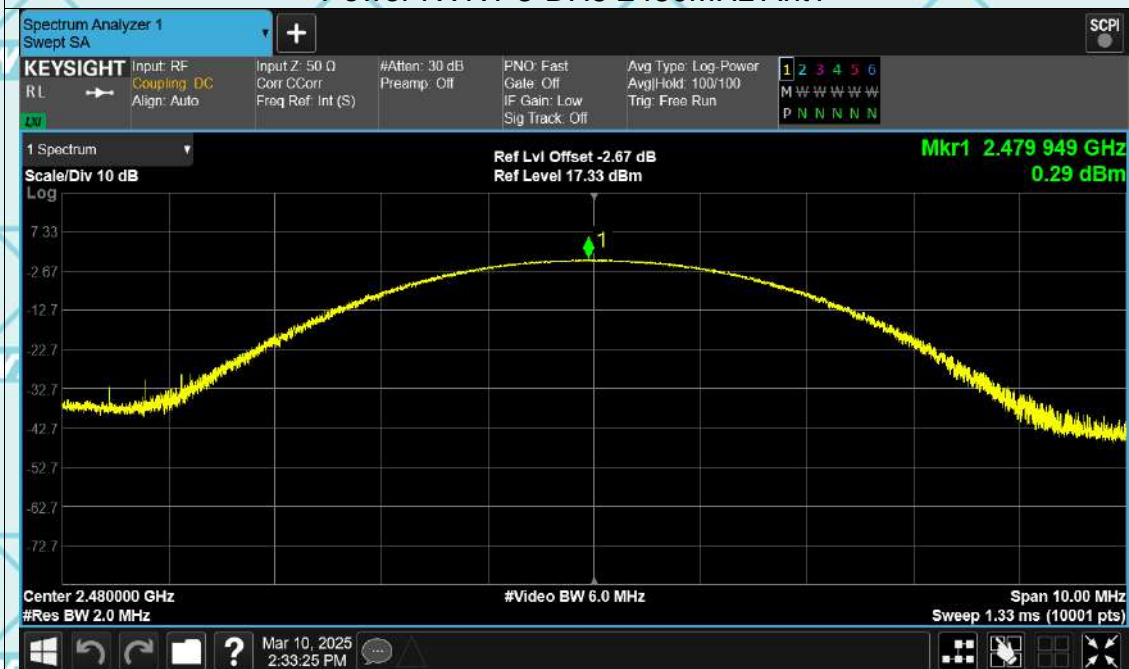 Spectrum Analyzer 1
Swept SA
+
SCPI
KEYSIGHT
RL
LXI
Input: RF
Coupling: DC
Align: Auto
Input Z: 50 Ω
Corr CCorr
Freq Ref: Int (S)
#Atten: 30 dB
Preamp: Off
PNO: Fast
Gate: Off
IF Gain: Low
Sig Track: Off
Avg Type: Log-Power
Avg|Hold: 100/100
Trig: Free Run
1 2 3 4 5 6
M W W W W W
P N N N N N
1 Spectrum
Scale/Div 10 dB
Log
Ref Lvl Offset -2.67 dB
Ref Level 17.33 dBm
Mkr1 2.479 949 GHz
0.29 dBm
1
7.33
-2.67
-12.7
-22.7
-32.7
-42.7
-52.7
-62.7
-72.7
Center 2.480000 GHz
#Res BW 2.0 MHz
#Video BW 6.0 MHz
Span 10.00 MHz
Sweep 1.33 ms (10001 pts)
?
Mar 10, 2025
2:33:25 PM